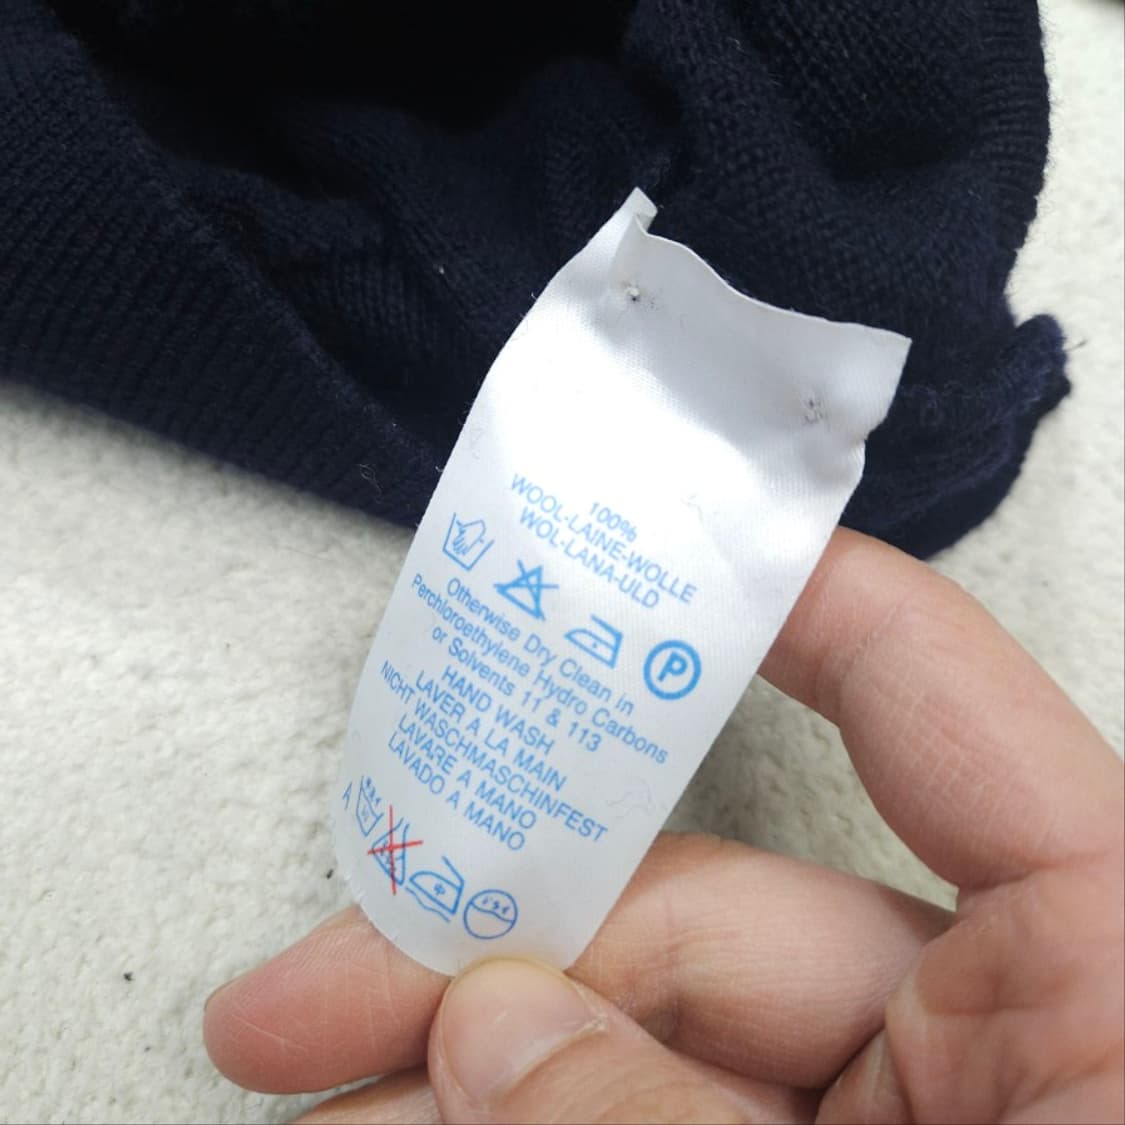 100%
WOOL-LAINE-WOLLE
WOL-LANA-ULD
P
Otherwise Dry Clean in
Perchloroethylene Hydro Carbons
or Solvents 11 & 113
HAND WASH
LAVER A LA MAIN
NICHT WASCHMASCHINFEST
LAVARE A MANO
LAVADO A MANO
A